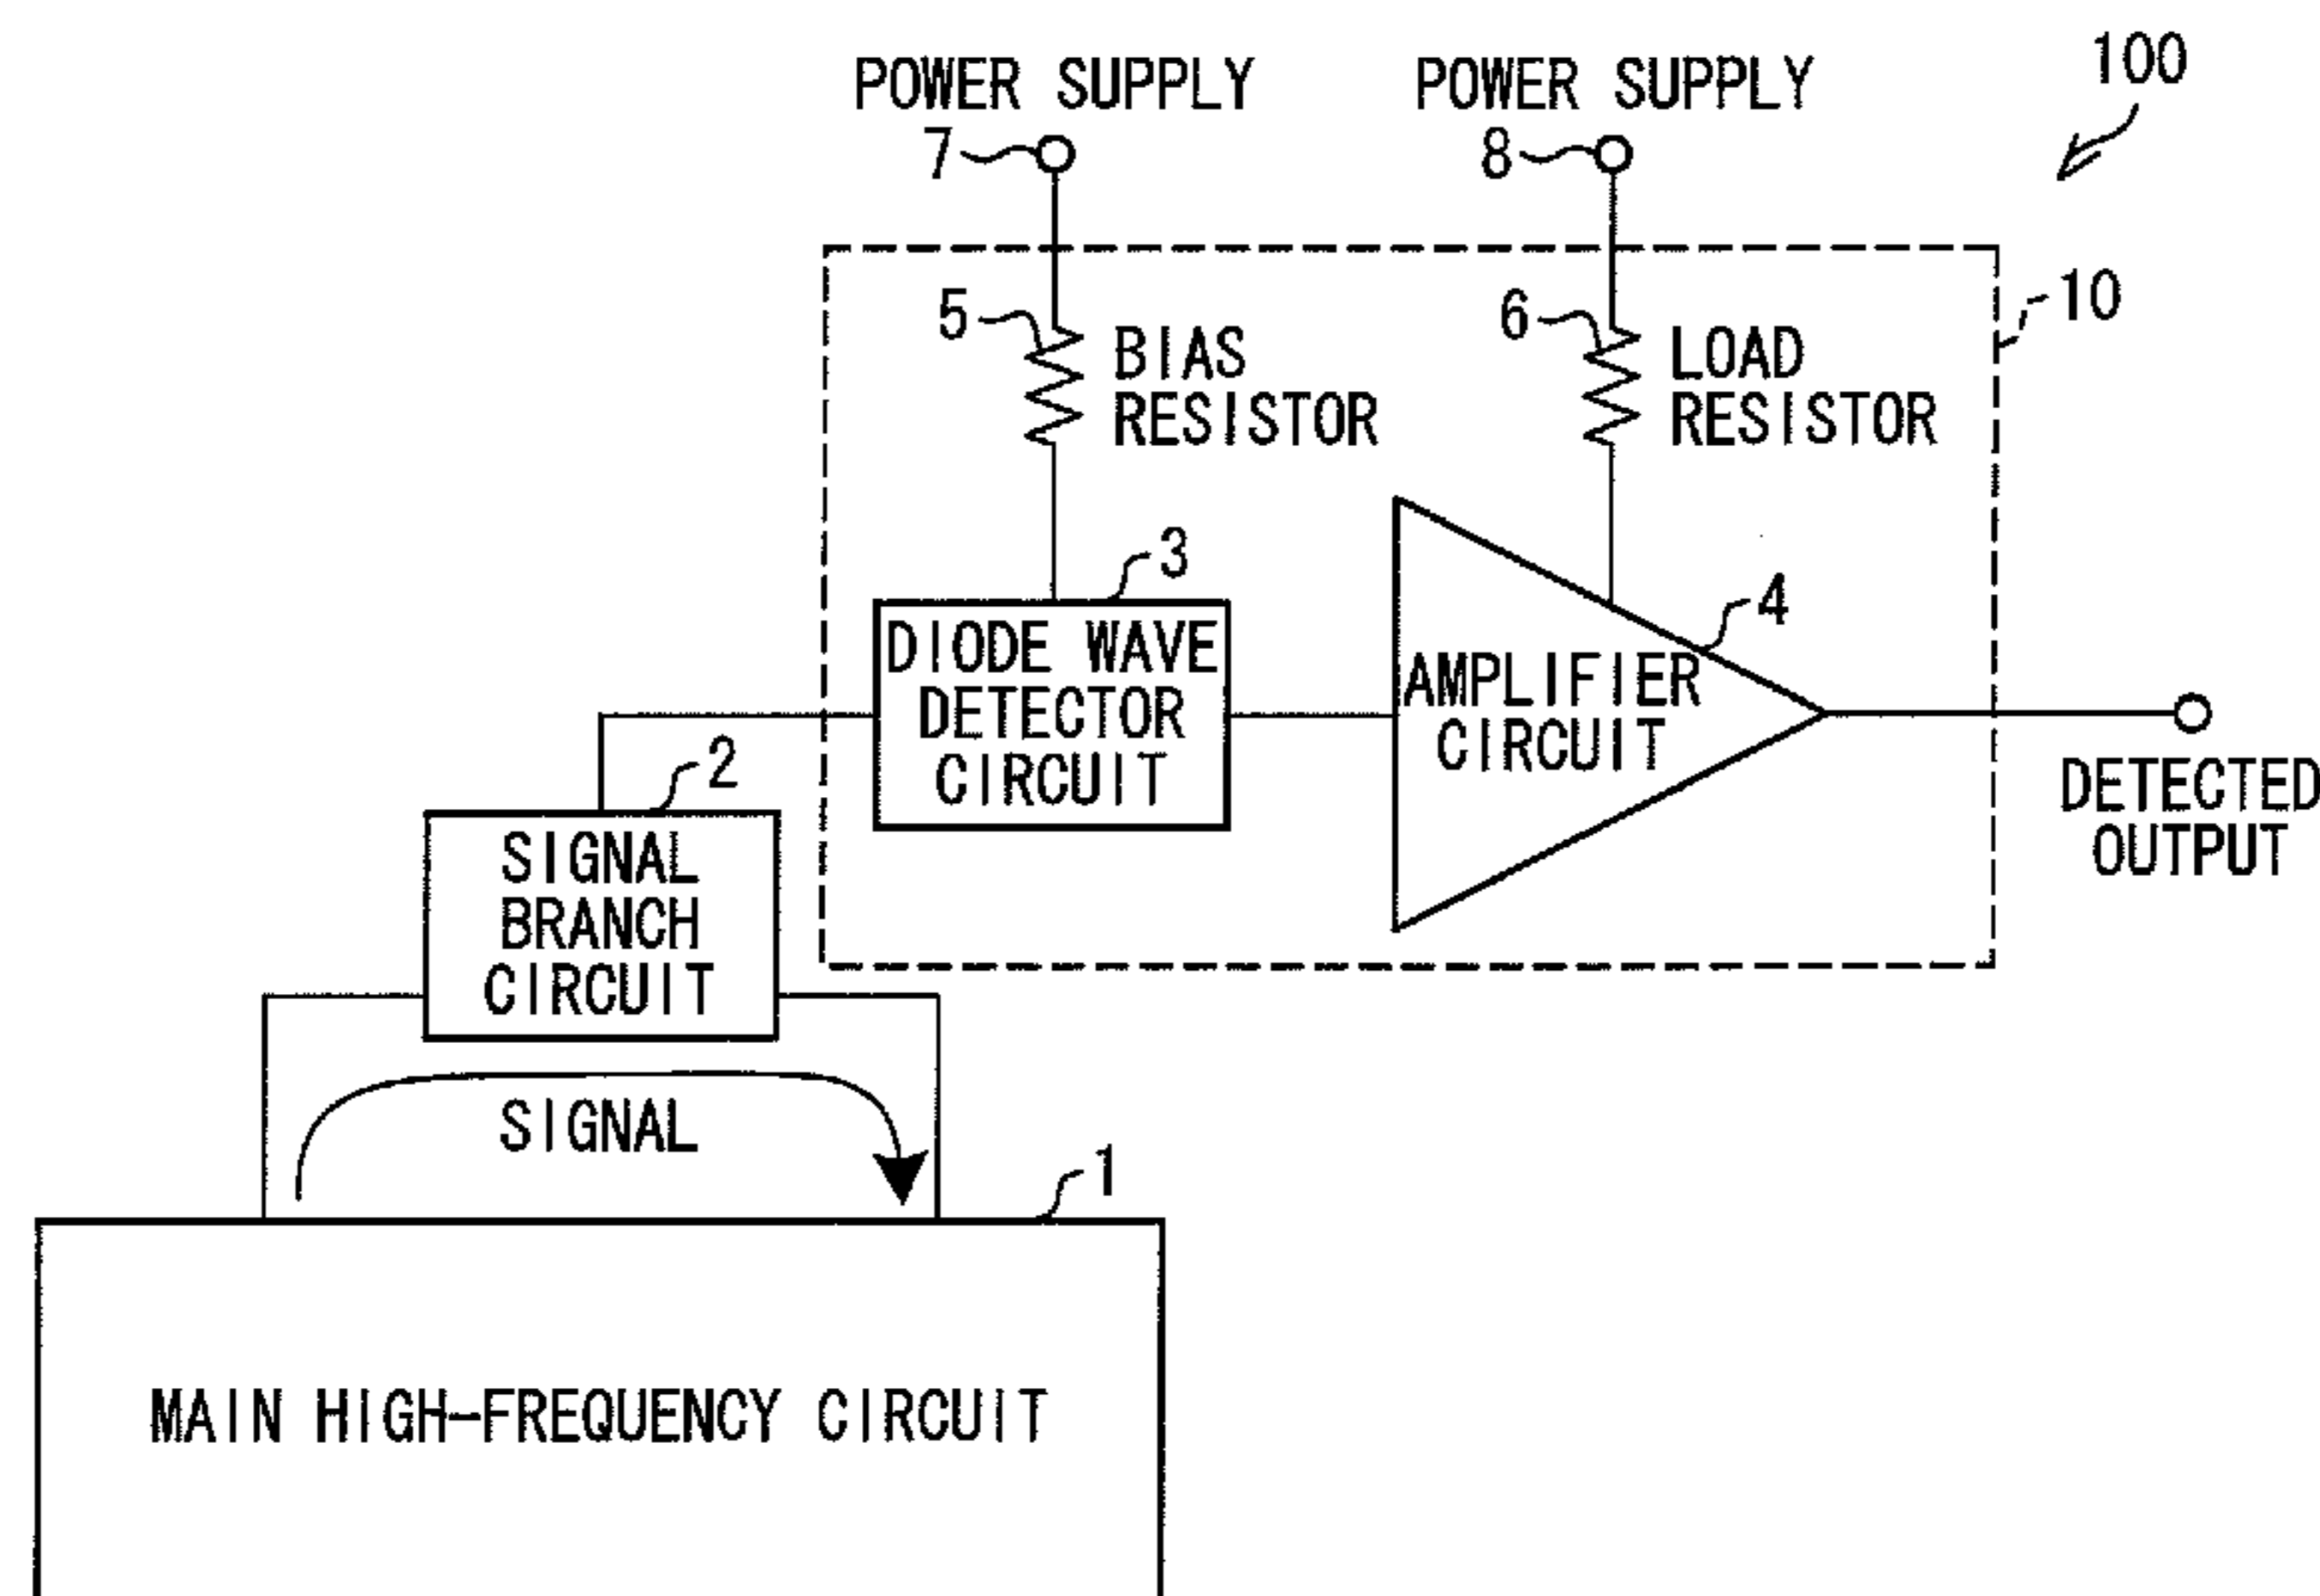 100
POWER SUPPLY
POWER SUPPLY
7
8
10
5
BIAS
RESISTOR
6
LOAD
RESISTOR
3
DIODE WAVE
DETECTOR
CIRCUIT
4
AMPLIFIER
CIRCUIT
DETECTED
OUTPUT
2
SIGNAL
BRANCH
CIRCUIT
SIGNAL
1
MAIN HIGH-FREQUENCY CIRCUIT